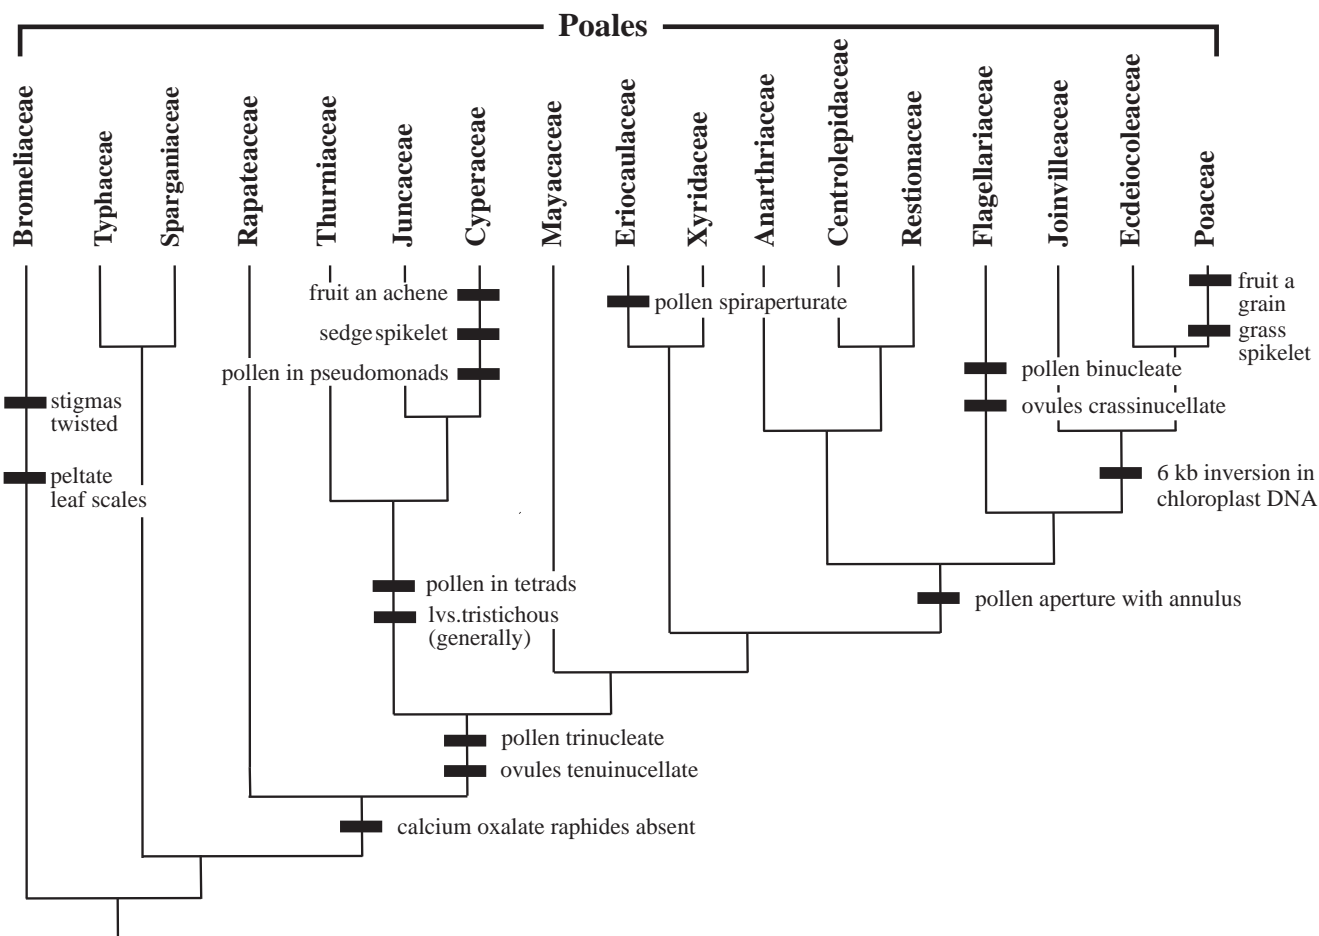 Poales
Bromeliaceae
Typhaceae
Sparganiaceae
Rapateaceae
Thurniaceae
Juncaceae
Cyperaceae
Mayacaceae
Eriocaulaceae
Xyridaceae
Anarthriaceae
Centrolepidaceae
Restionaceae
Flagellariaceae
Joinvilleaceae
Ecdeiocoleaceae
Poaceae
fruit an achene
sedge spikelet
pollen in pseudomonads
pollen spiraperturate
fruit a
grain
grass
spikelet
pollen binucleate
ovules crassinucellate
stigmas
twisted
peltate
leaf scales
6 kb inversion in
chloroplast DNA
pollen in tetrads
lvs.tristichous
(generally)
pollen aperture with annulus
pollen trinucleate
ovules tenuinucellate
calcium oxalate raphides absent